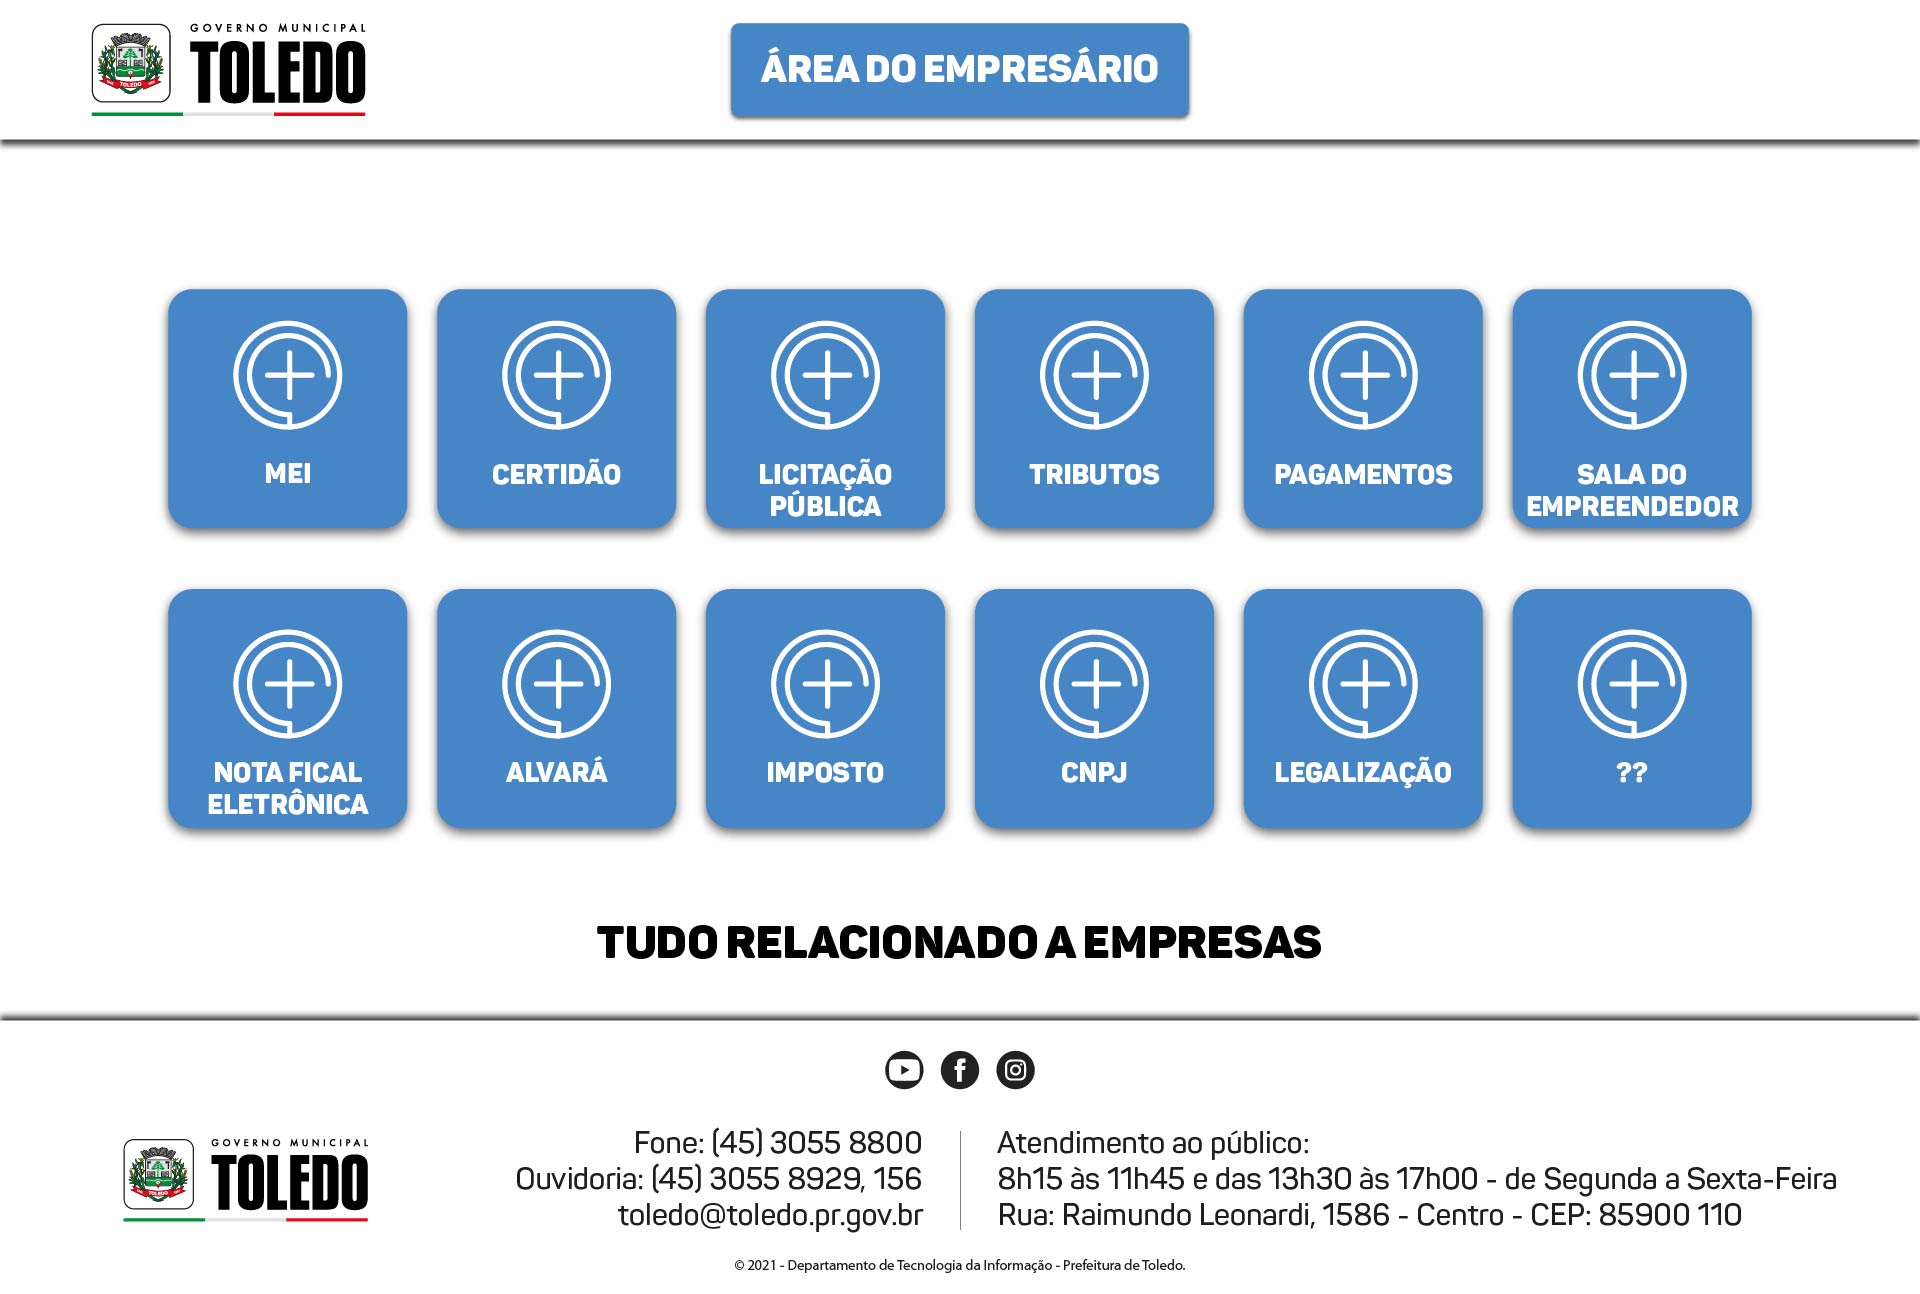 GOVERNO MUNICIPAL
TOLEDO
TOLEDO
ÁREA DO EMPRESÁRIO
MEI
CERTIDÃO
LICITAÇÃO
PÚBLICA
TRIBUTOS
PAGAMENTOS
SALA DO
EMPREENDEDOR
NOTA FICAL
ELETRÔNICA
ALVARÁ
IMPOSTO
CNPJ
LEGALIZAÇÃO
??
TUDO RELACIONADO A EMPRESAS
GOVERNO MUNICIPAL
TOLEDO
TOLEDO
Fone: (45) 3055 8800
Ouvidoria: (45) 3055 8929, 156
toledo@toledo.pr.gov.br
Atendimento ao público:
8h15 às 11h45 e das 13h30 às 17h00 - de Segunda a Sexta-Feira
Rua: Raimundo Leonardi, 1586 - Centro - CEP: 85900 110
© 2021 - Departamento de Tecnologia da Informação - Prefeitura de Toledo.